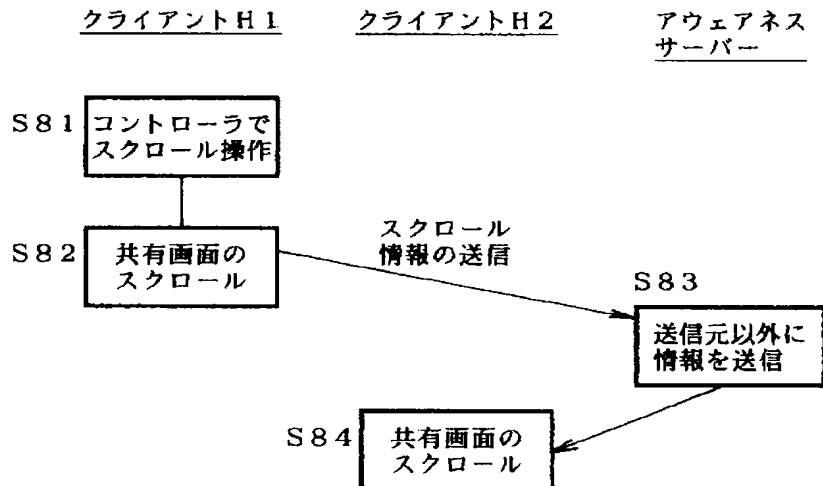 クライアントH1
クライアントH2
アウェアネス
サーバー
S81
コントローラで
スクロール操作
S82
共有画面の
スクロール
スクロール
情報の送信
S83
送信元以外に
情報を送信
S84
共有画面の
スクロール